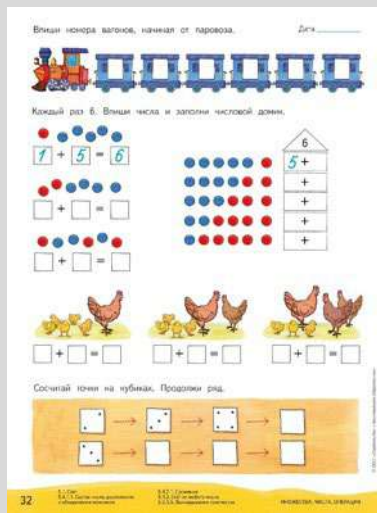 Впиши номера вагонов, начиная от паровоза.
Дата
Каждый раз 6. Впиши числа и заполни числовой домик.
1 + 5 = 6
+ =
+ =
6
5 +
+
+
+
+
+ =
+ =
+ =
Сосчитай точки на кубиках. Продолжи ряд.
32
МНОЖЕСТВА, ЧИСЛА, ОПЕРАЦИИ